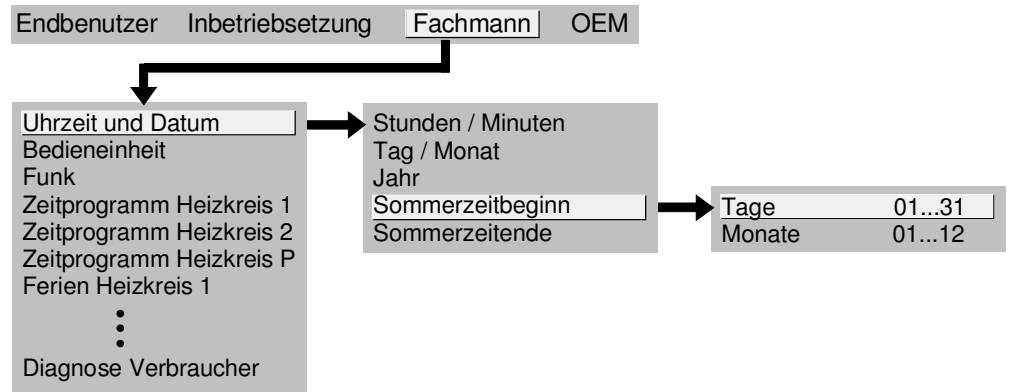 Endbenutzer Inbetriebsetzung Fachmann OEM
Uhrzeit und Datum
Bedieneinheit
Funk
Zeitprogramm Heizkreis 1
Zeitprogramm Heizkreis 2
Zeitprogramm Heizkreis P
Ferien Heizkreis 1
Diagnose Verbraucher
Stunden / Minuten
Tag / Monat
Jahr
Sommerzeitbeginn
Sommerzeitende
Tage 01...31
Monate 01...12